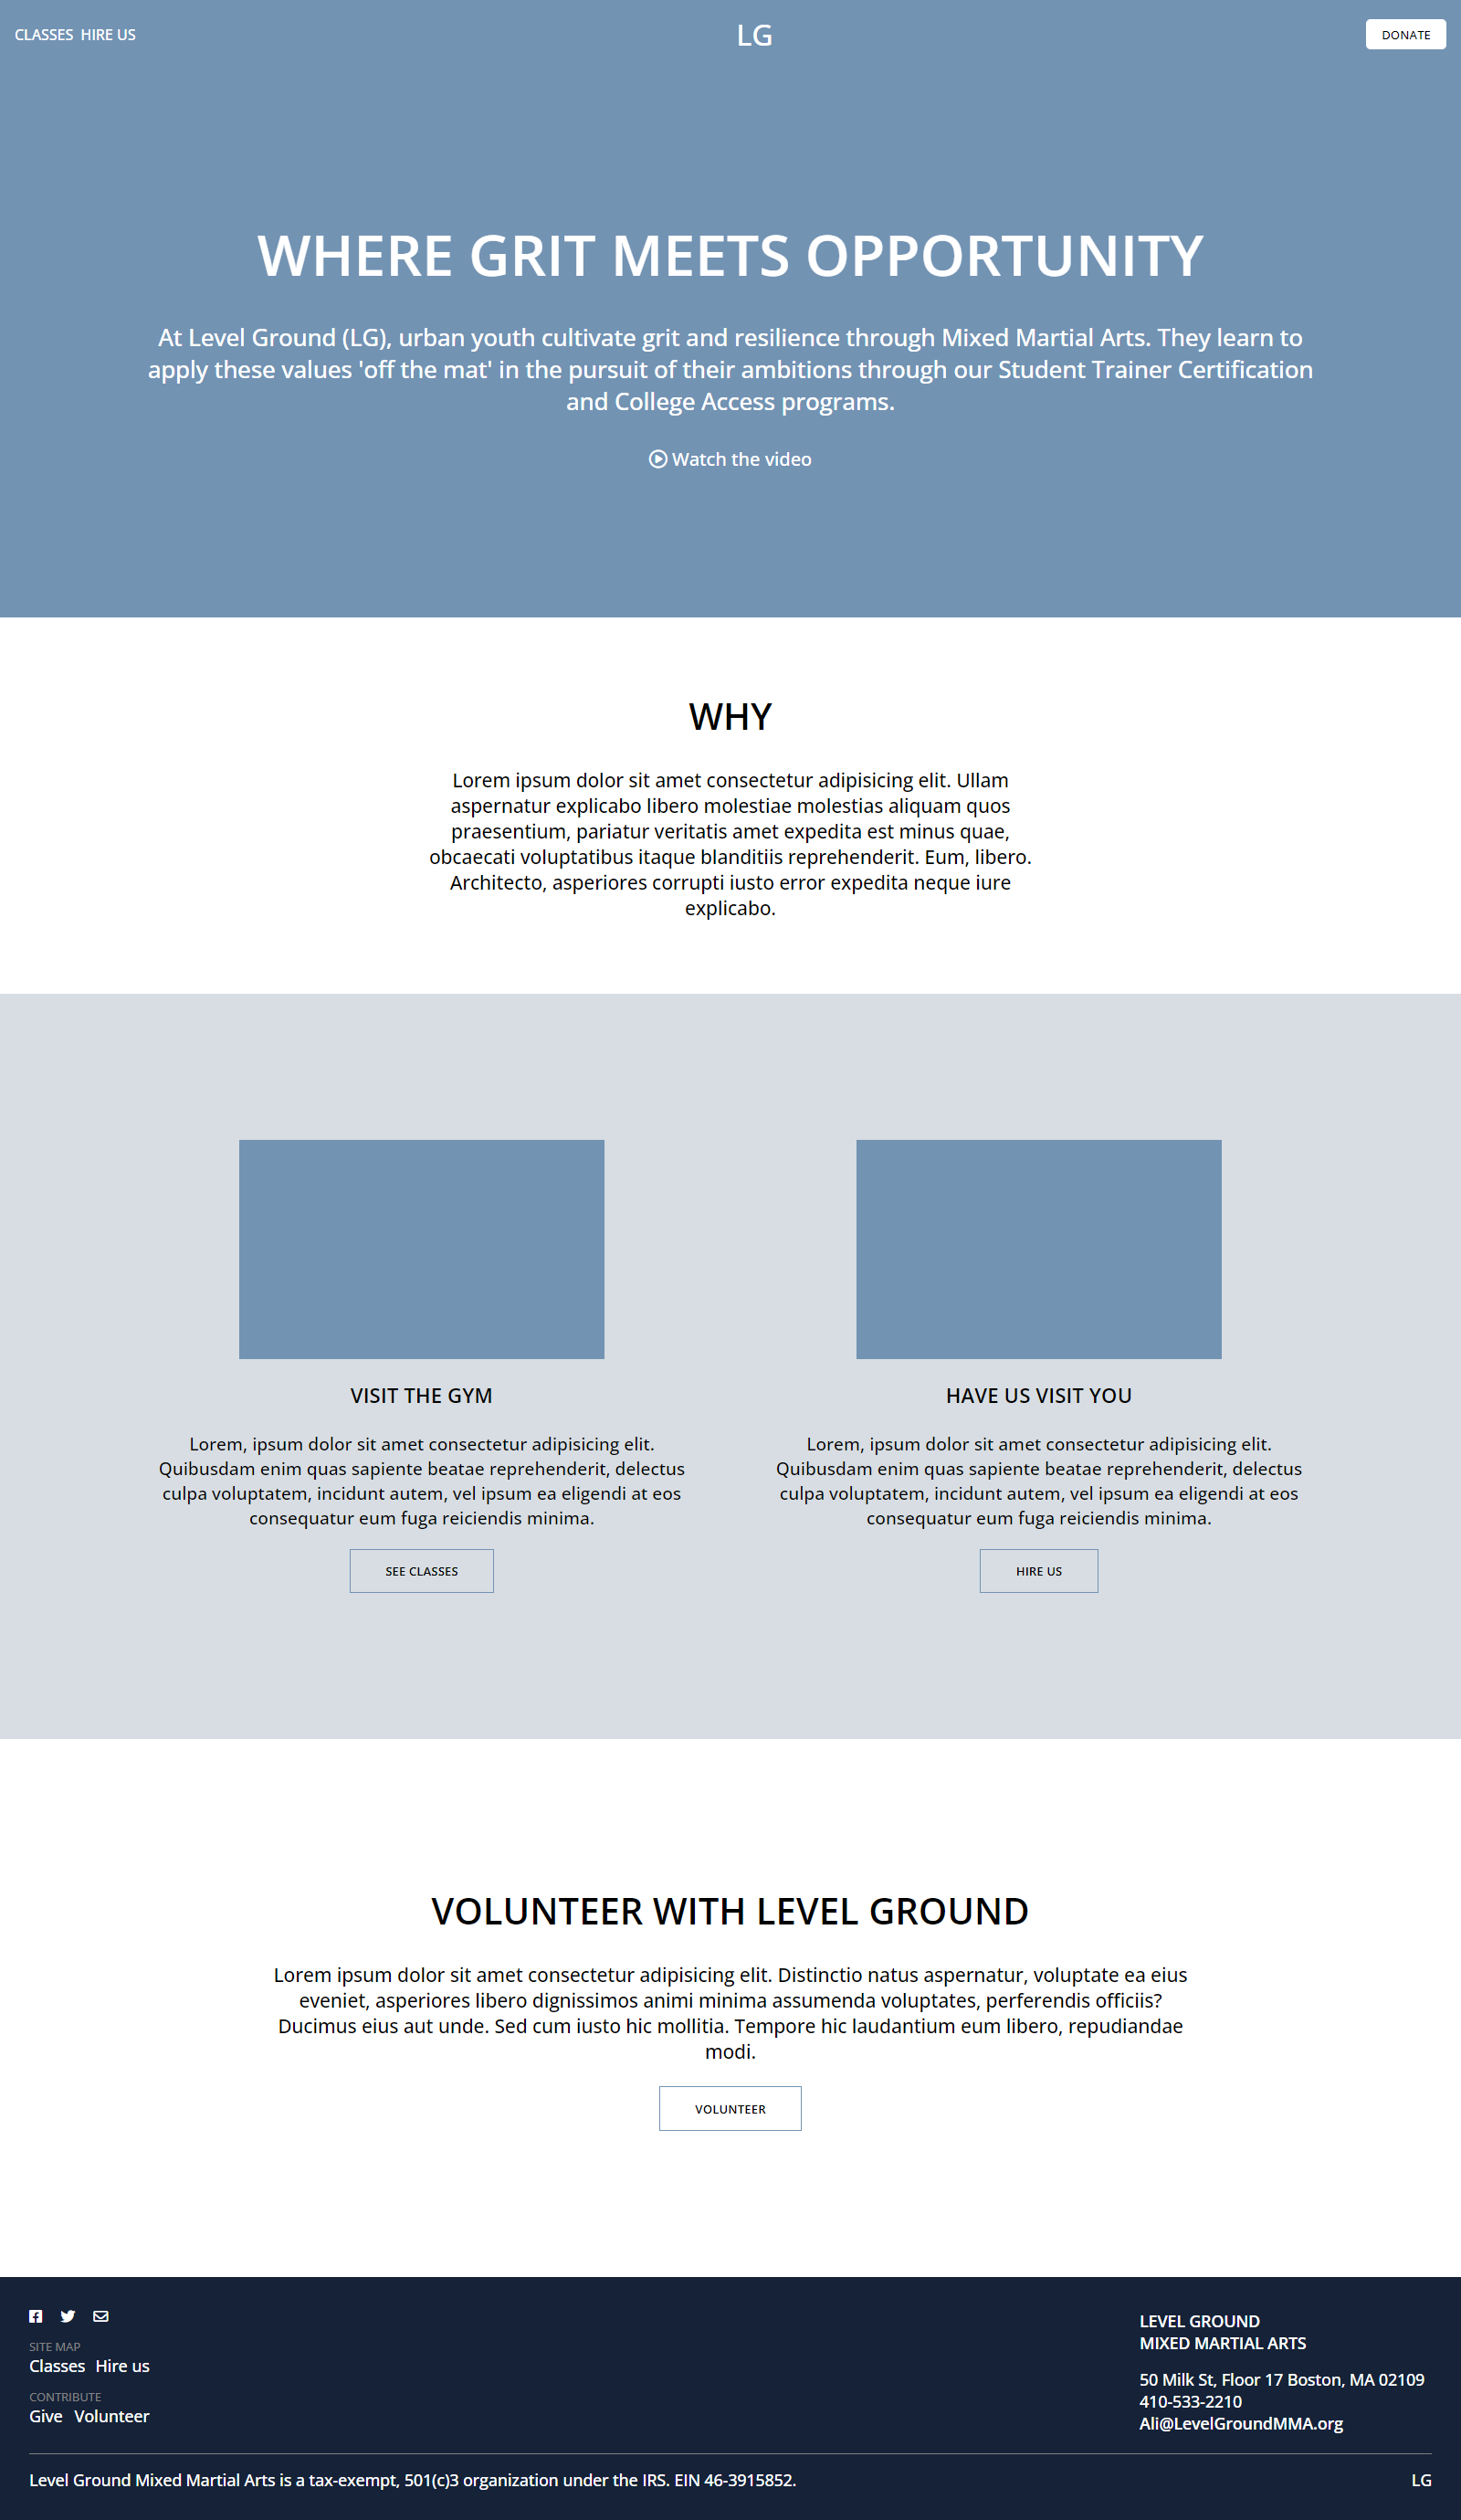 CLASSES HIRE US
LG
DONATE
WHERE GRIT MEETS OPPORTUNITY
At Level Ground (LG), urban youth cultivate grit and resilience through Mixed Martial Arts. They learn to
apply these values 'off the mat' in the pursuit of their ambitions through our Student Trainer Certification
and College Access programs.
Watch the video
WHY
Lorem ipsum dolor sit amet consectetur adipisicing elit. Ullam
aspernatur explicabo libero molestiae molestias aliquam quos
praesentium, pariatur veritatis amet expedita est minus quae,
obcaecati voluptatibus itaque blanditiis reprehenderit. Eum, libero.
Architecto, asperiores corrupti iusto error expedita neque iure
explicabo.
VISIT THE GYM
Lorem, ipsum dolor sit amet consectetur adipisicing elit.
Quibusdam enim quas sapiente beatae reprehenderit, delectus
culpa voluptatem, incidunt autem, vel ipsum ea eligendi at eos
consequatur eum fuga reiciendis minima.
SEE CLASSES
HAVE US VISIT YOU
Lorem, ipsum dolor sit amet consectetur adipisicing elit.
Quibusdam enim quas sapiente beatae reprehenderit, delectus
culpa voluptatem, incidunt autem, vel ipsum ea eligendi at eos
consequatur eum fuga reiciendis minima.
HIRE US
VOLUNTEER WITH LEVEL GROUND
Lorem ipsum dolor sit amet consectetur adipisicing elit. Distinctio natus aspernatur, voluptate ea eius
eveniet, asperiores libero dignissimos animi minima assumenda voluptates, perferendis officiis?
Ducimus eius aut unde. Sed cum iusto hic mollitia. Tempore hic laudantium eum libero, repudiandae
modi.
VOLUNTEER
SITE MAP
Classes Hire us
CONTRIBUTE
Give Volunteer
LEVEL GROUND
MIXED MARTIAL ARTS
50 Milk St, Floor 17 Boston, MA 02109
410-533-2210
Ali@LevelGroundMMA.org
Level Ground Mixed Martial Arts is a tax-exempt, 501(c)3 organization under the IRS. EIN 46-3915852.
LG